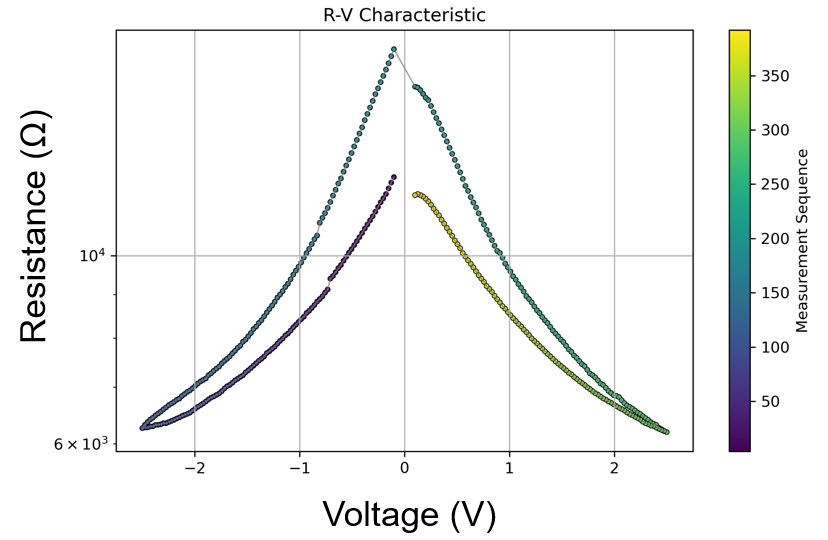 R-V Characteristic
Resistance (Ω)
10⁴
6 × 10³
−2
−1
0
1
2
Voltage (V)
350
300
250
200
150
100
50
Measurement Sequence